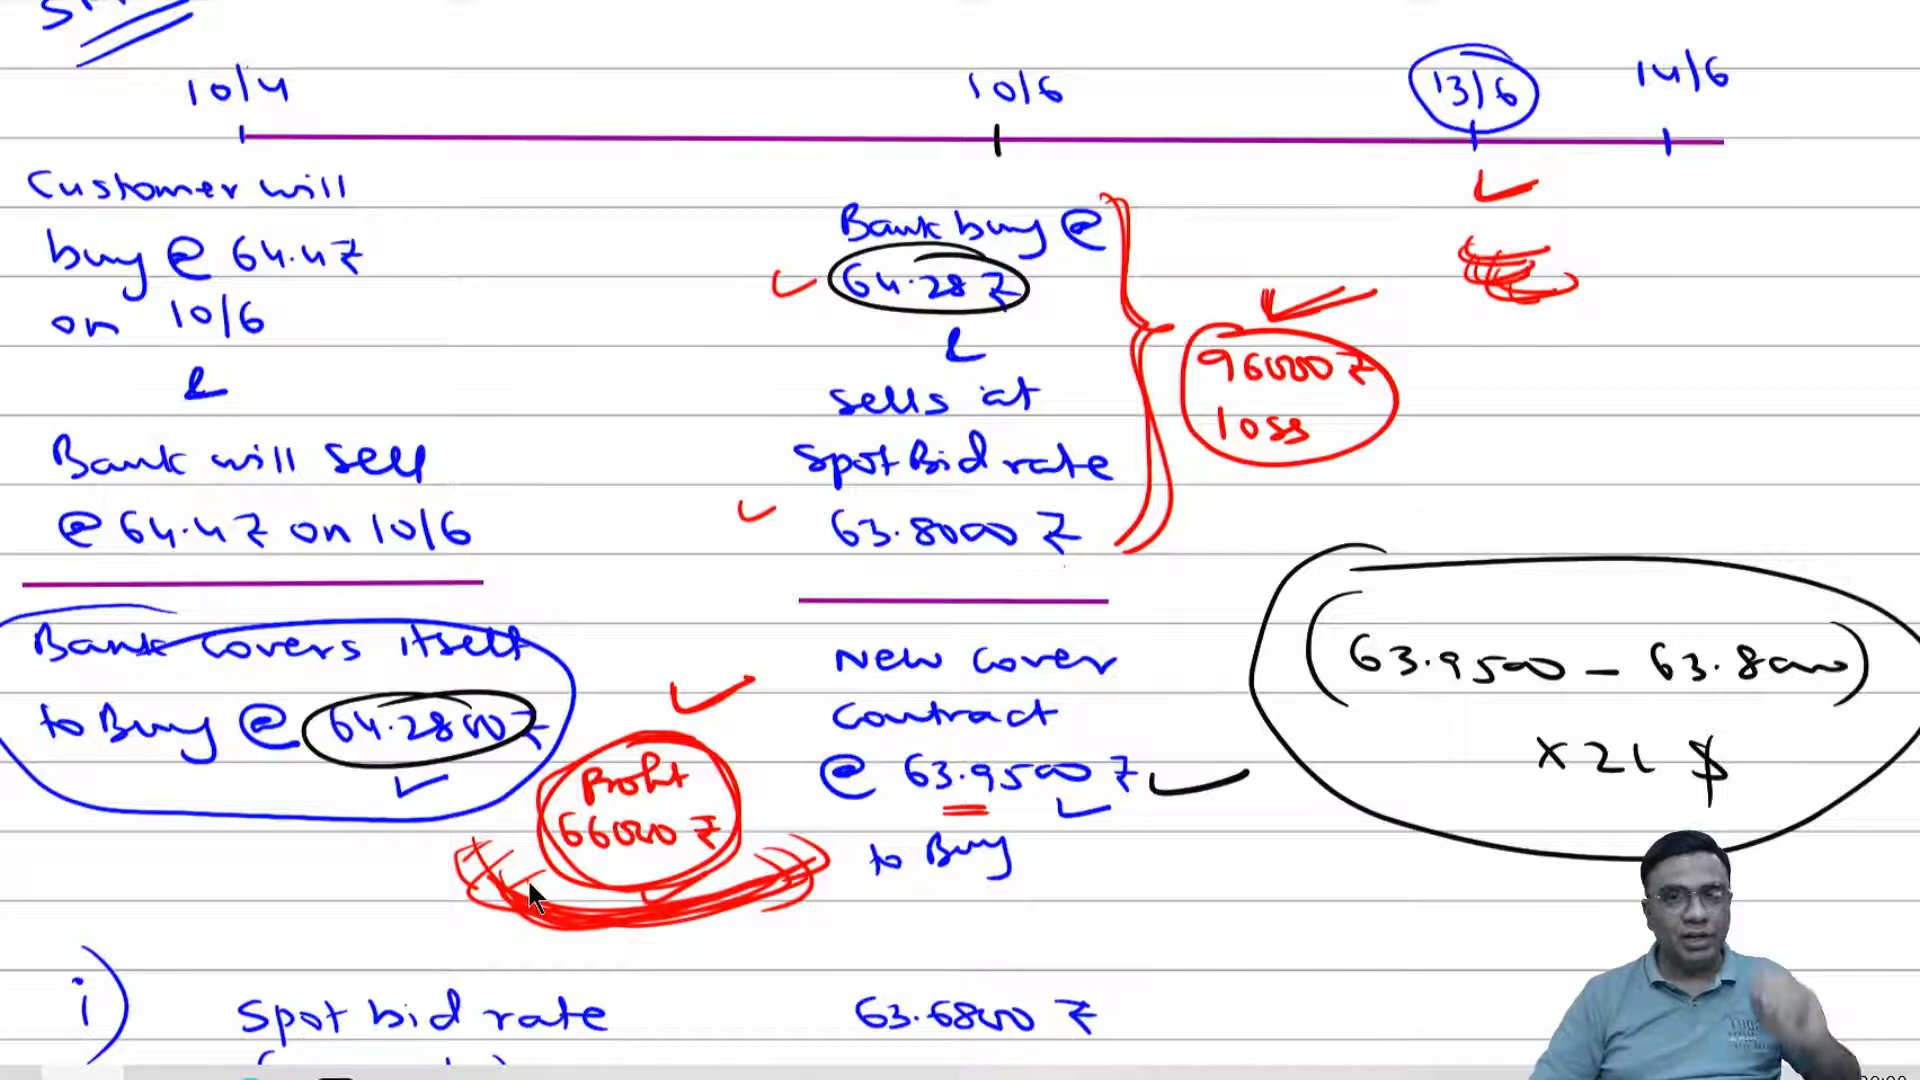 10/4
10/6
13/6
14/6
Customer will
buy @ 64.4₹
on 10/6
&
Bank will sell
@ 64.4₹ on 10/6
Bank covers itself
to Buy @ 64.2800₹
Bank buy @
64.28 ₹
&
sells at
spot Bid rate
63.8000 ₹
96000 ₹
loss
New cover
contract
@ 63.9500 ₹
to Buy
Profit
66000 ₹
(63.9500 - 63.8000)
x 2L $
i)
Spot bid rate
63.6800 ₹